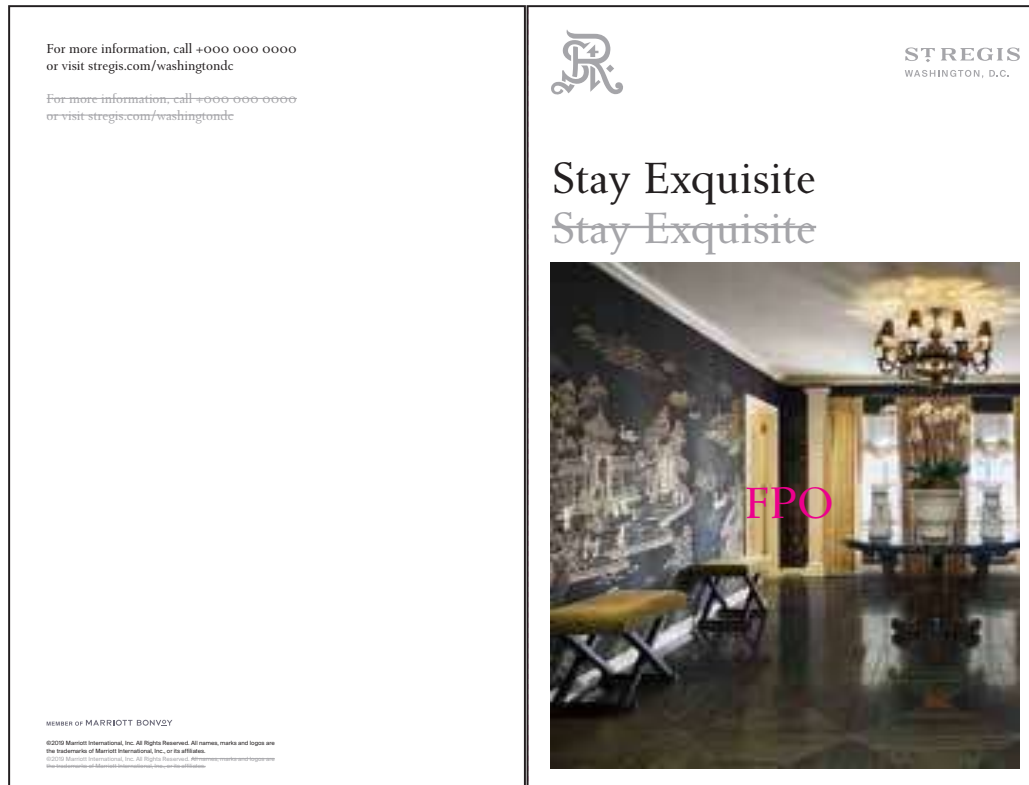 For more information, call +000 000 0000
or visit stregis.com/washingtondc
For more information, call +000 000 0000
or visit stregis.com/washingtondc
MEMBER OF MARRIOTT BONVOY
©2019 Marriott International, Inc. All Rights Reserved. All names, marks and logos are
the trademarks of Marriott International, Inc., or its affiliates.
©2019 Marriott International, Inc. All Rights Reserved. All names, marks and logos are
the trademarks of Marriott International, Inc., or its affiliates.
ST REGIS
WASHINGTON, D.C.
Stay Exquisite
Stay Exquisite
FPO